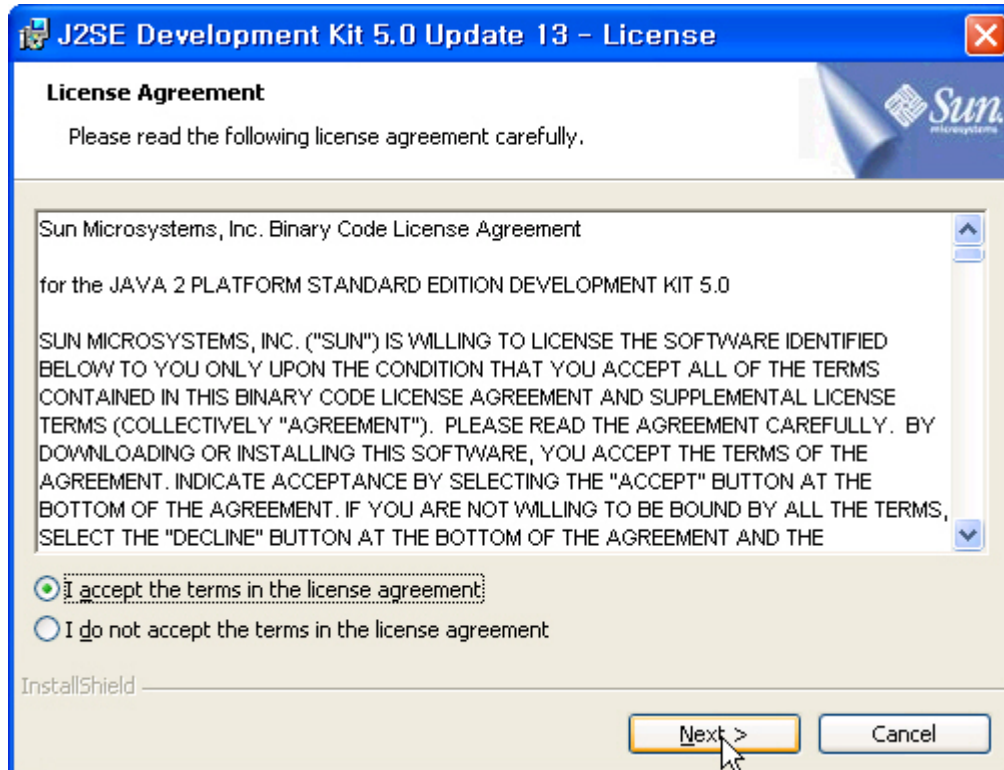 J2SE Development Kit 5.0 Update 13 - License
License Agreement
Please read the following license agreement carefully.
Sun.
microsystems
Sun Microsystems, Inc. Binary Code License Agreement
for the JAVA 2 PLATFORM STANDARD EDITION DEVELOPMENT KIT 5.0
SUN MICROSYSTEMS, INC. ("SUN") IS WILLING TO LICENSE THE SOFTWARE IDENTIFIED
BELOW TO YOU ONLY UPON THE CONDITION THAT YOU ACCEPT ALL OF THE TERMS
CONTAINED IN THIS BINARY CODE LICENSE AGREEMENT AND SUPPLEMENTAL LICENSE
TERMS (COLLECTIVELY "AGREEMENT").  PLEASE READ THE AGREEMENT CAREFULLY.  BY
DOWNLOADING OR INSTALLING THIS SOFTWARE, YOU ACCEPT THE TERMS OF THE
AGREEMENT. INDICATE ACCEPTANCE BY SELECTING THE "ACCEPT" BUTTON AT THE
BOTTOM OF THE AGREEMENT. IF YOU ARE NOT WILLING TO BE BOUND BY ALL THE TERMS,
SELECT THE "DECLINE" BUTTON AT THE BOTTOM OF THE AGREEMENT AND THE
I accept the terms in the license agreement
I do not accept the terms in the license agreement
InstallShield
Next >
Cancel